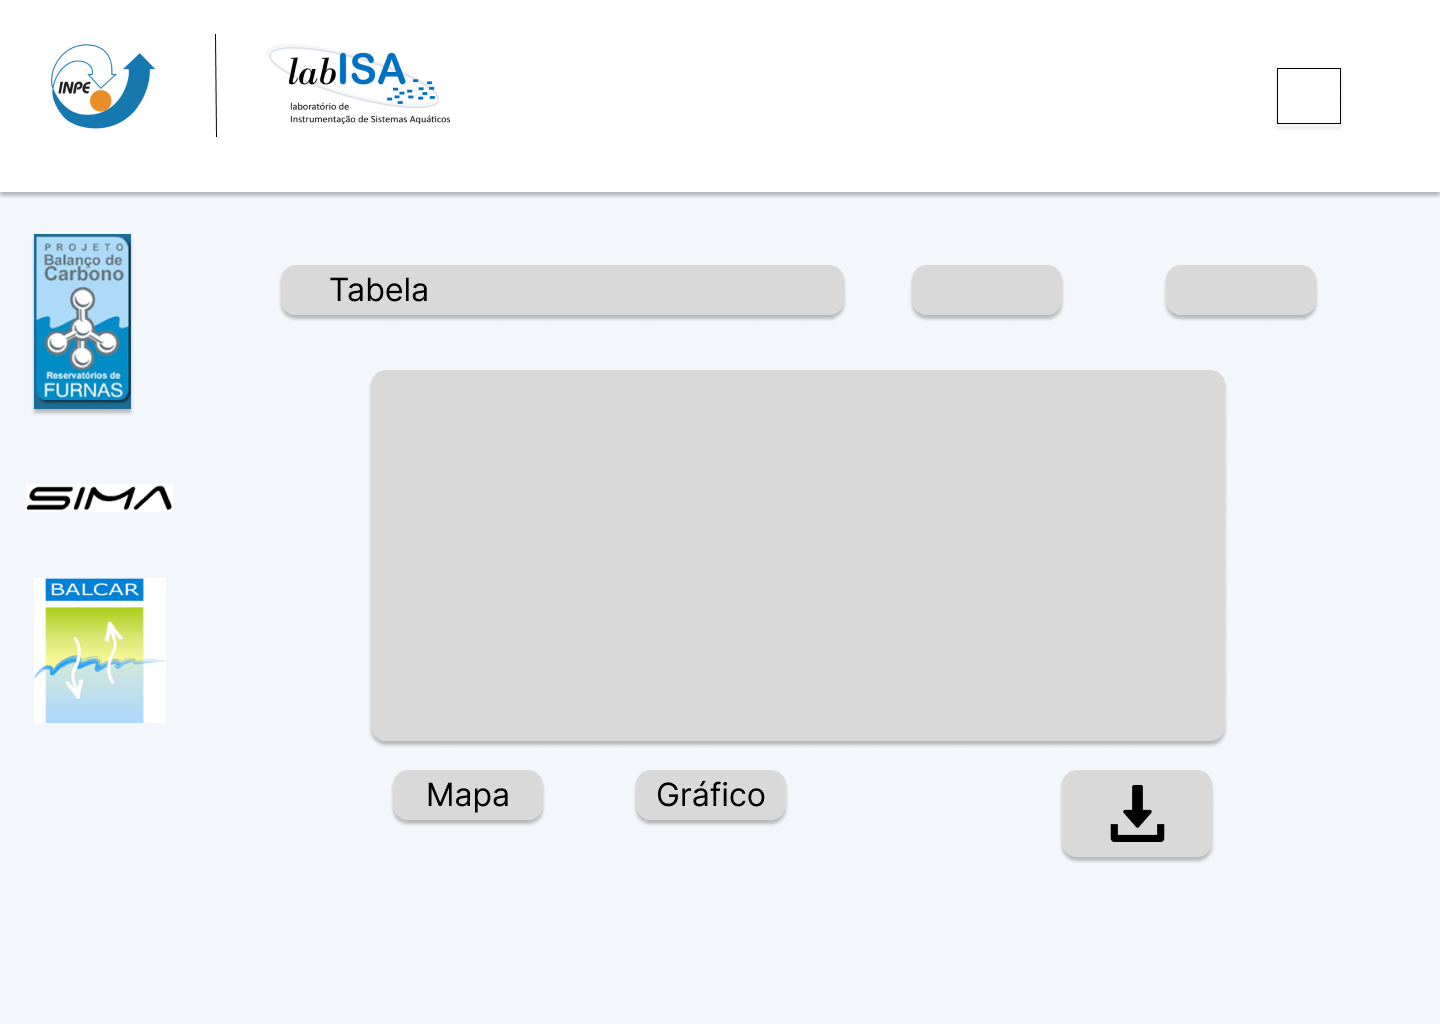 INPE
labISA
laboratório de
Instrumentação de Sistemas Aquáticos
PROJETO
Balanço de
Carbono
Reservatórios de
FURNAS
Tabela
SIMA
BALCAR
Mapa
Gráfico